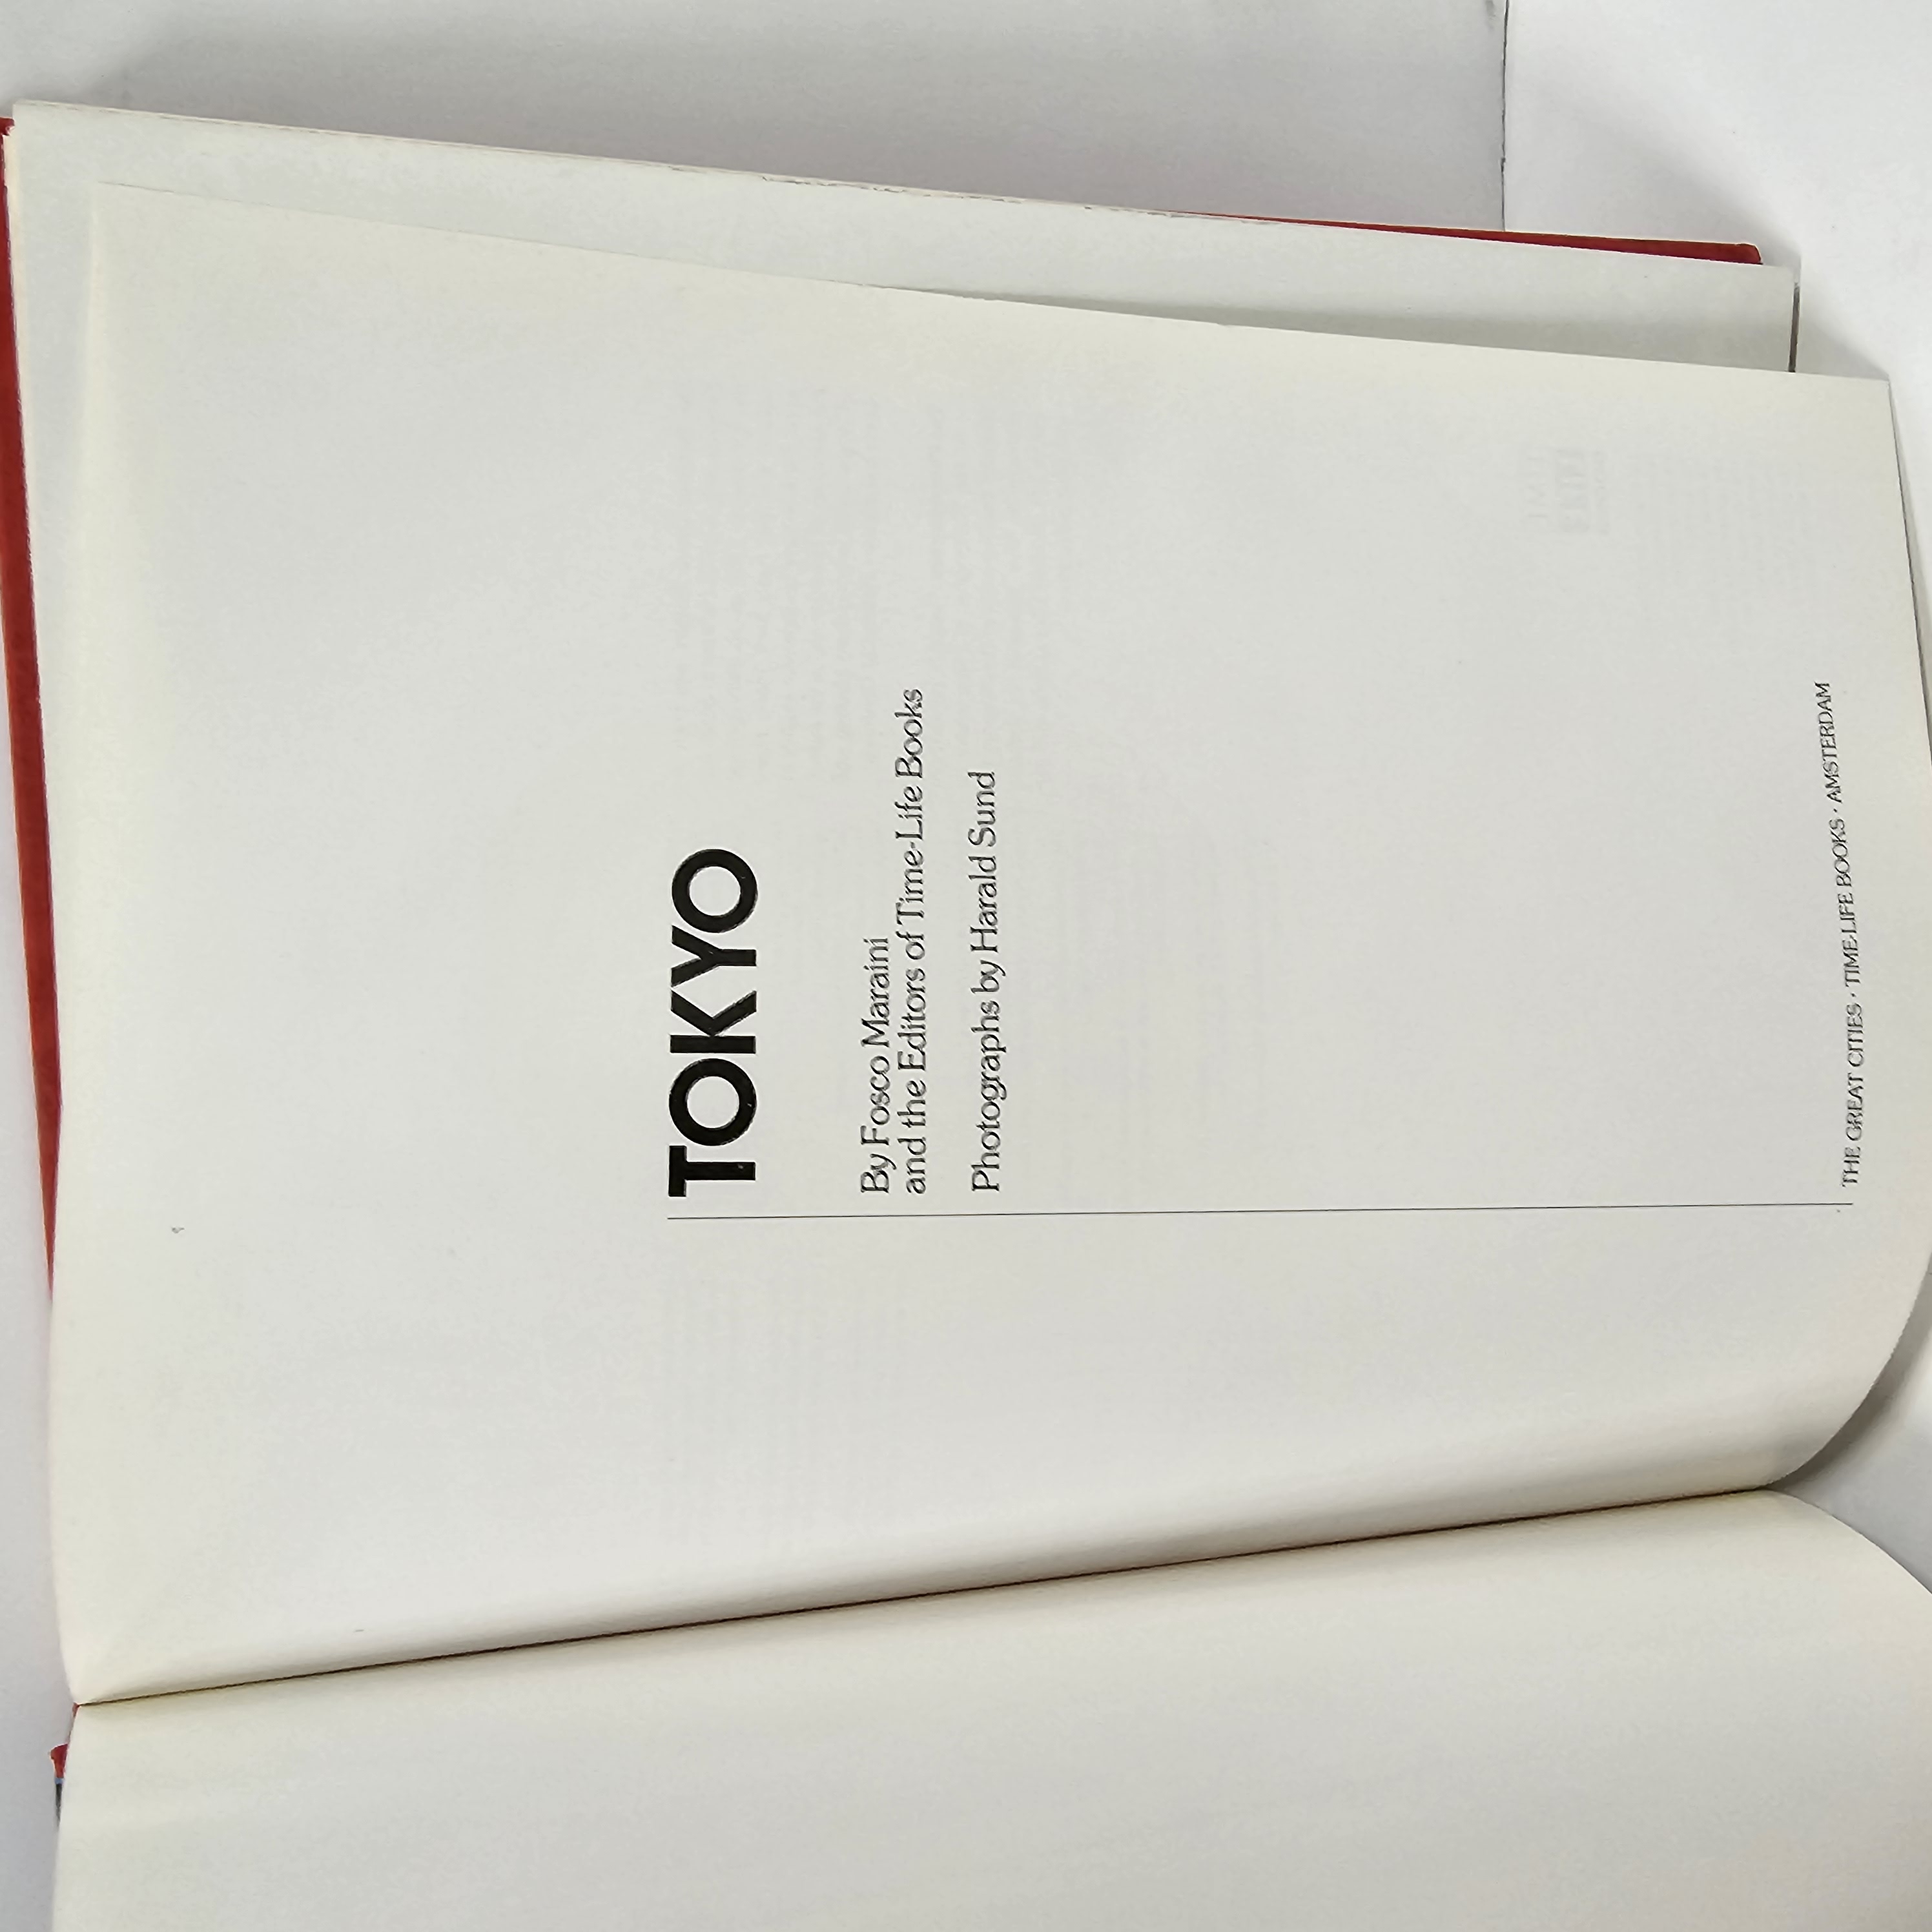 TOKYO
By Fosco Maraini
and the Editors of Time-Life Books
Photographs by Harald Sund
THE GREAT CITIES · TIME-LIFE BOOKS · AMSTERDAM